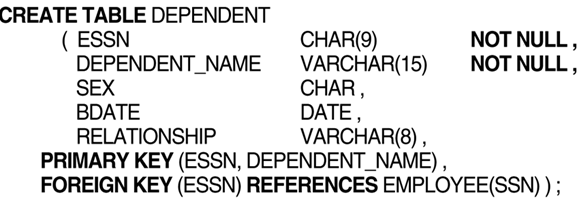 CREATE TABLE DEPENDENT
( ESSN CHAR(9) NOT NULL ,
DEPENDENT_NAME VARCHAR(15) NOT NULL ,
SEX CHAR ,
BDATE DATE ,
RELATIONSHIP VARCHAR(8) ,
PRIMARY KEY (ESSN, DEPENDENT_NAME) ,
FOREIGN KEY (ESSN) REFERENCES EMPLOYEE(SSN) ) ;